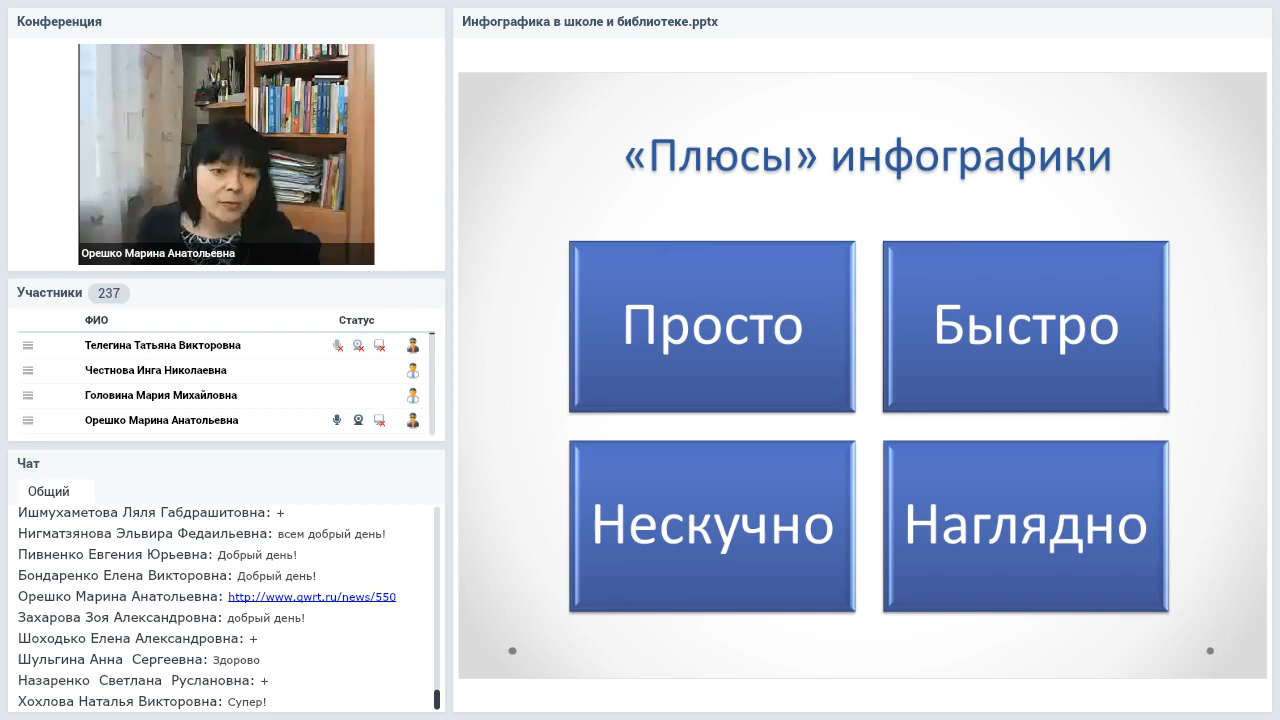 Конференция
Орешко Марина Анатольевна
Участники 237
ФИО Статус
Телегина Татьяна Викторовна
Честнова Инга Николаевна
Головина Мария Михайловна
Орешко Марина Анатольевна
Чат
Общий
Ишмухаметова Ляля Габдрашитовна: +
Нигматзянова Эльвира Федаильевна: всем добрый день!
Пивненко Евгения Юрьевна: Добрый день!
Бондаренко Елена Викторовна: Добрый день!
Орешко Марина Анатольевна: http://www.qwrt.ru/news/550
Захарова Зоя Александровна: добрый день!
Шоходько Елена Александровна: +
Шульгина Анна Сергеевна: Здорово
Назаренко Светлана Руслановна: +
Хохлова Наталья Викторовна: Супер!
Инфографика в школе и библиотеке.pptx
«Плюсы» инфографики
Просто
Быстро
Нескучно
Наглядно